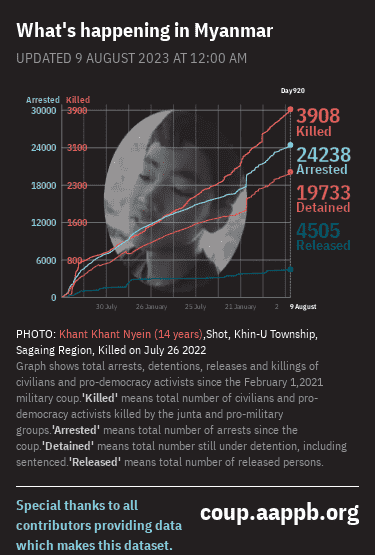 What's happening in Myanmar
UPDATED 9 AUGUST 2023 AT 12:00 AM
Day920
Arrested Killed
30000 3900
24000 3100
18000 2300
12000 1600
6000 800
0
3908
Killed
24238
Arrested
19733
Detained
4505
Released
30 July 26 January 25 July 21 January 2 9 August
PHOTO: Khant Khant Nyein (14 years),Shot, Khin-U Township,
Sagaing Region, Killed on July 26 2022
Graph shows total arrests, detentions, releases and killings of
civilians and pro-democracy activists since the February 1,2021
military coup.'Killed' means total number of civilians and pro-
democracy activists killed by the junta and pro-military
groups.'Arrested' means total number of arrests since the
coup.'Detained' means total number still under detention, including
sentenced.'Released' means total number of released persons.
Special thanks to all
contributors providing data
which makes this dataset.
coup.aappb.org